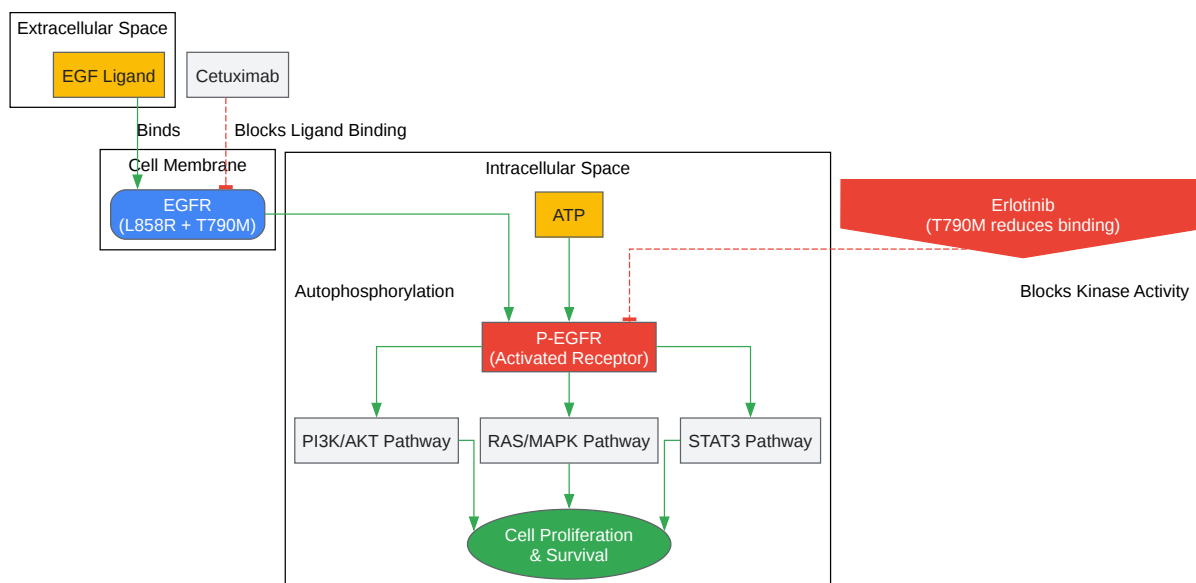 Extracellular Space
EGF Ligand
Cetuximab
Binds
Blocks Ligand Binding
Cell Membrane
EGFR
(L858R + T790M)
Intracellular Space
ATP
Erlotinib
(T790M reduces binding)
Autophosphorylation
Blocks Kinase Activity
P-EGFR
(Activated Receptor)
PI3K/AKT Pathway
RAS/MAPK Pathway
STAT3 Pathway
Cell Proliferation
& Survival